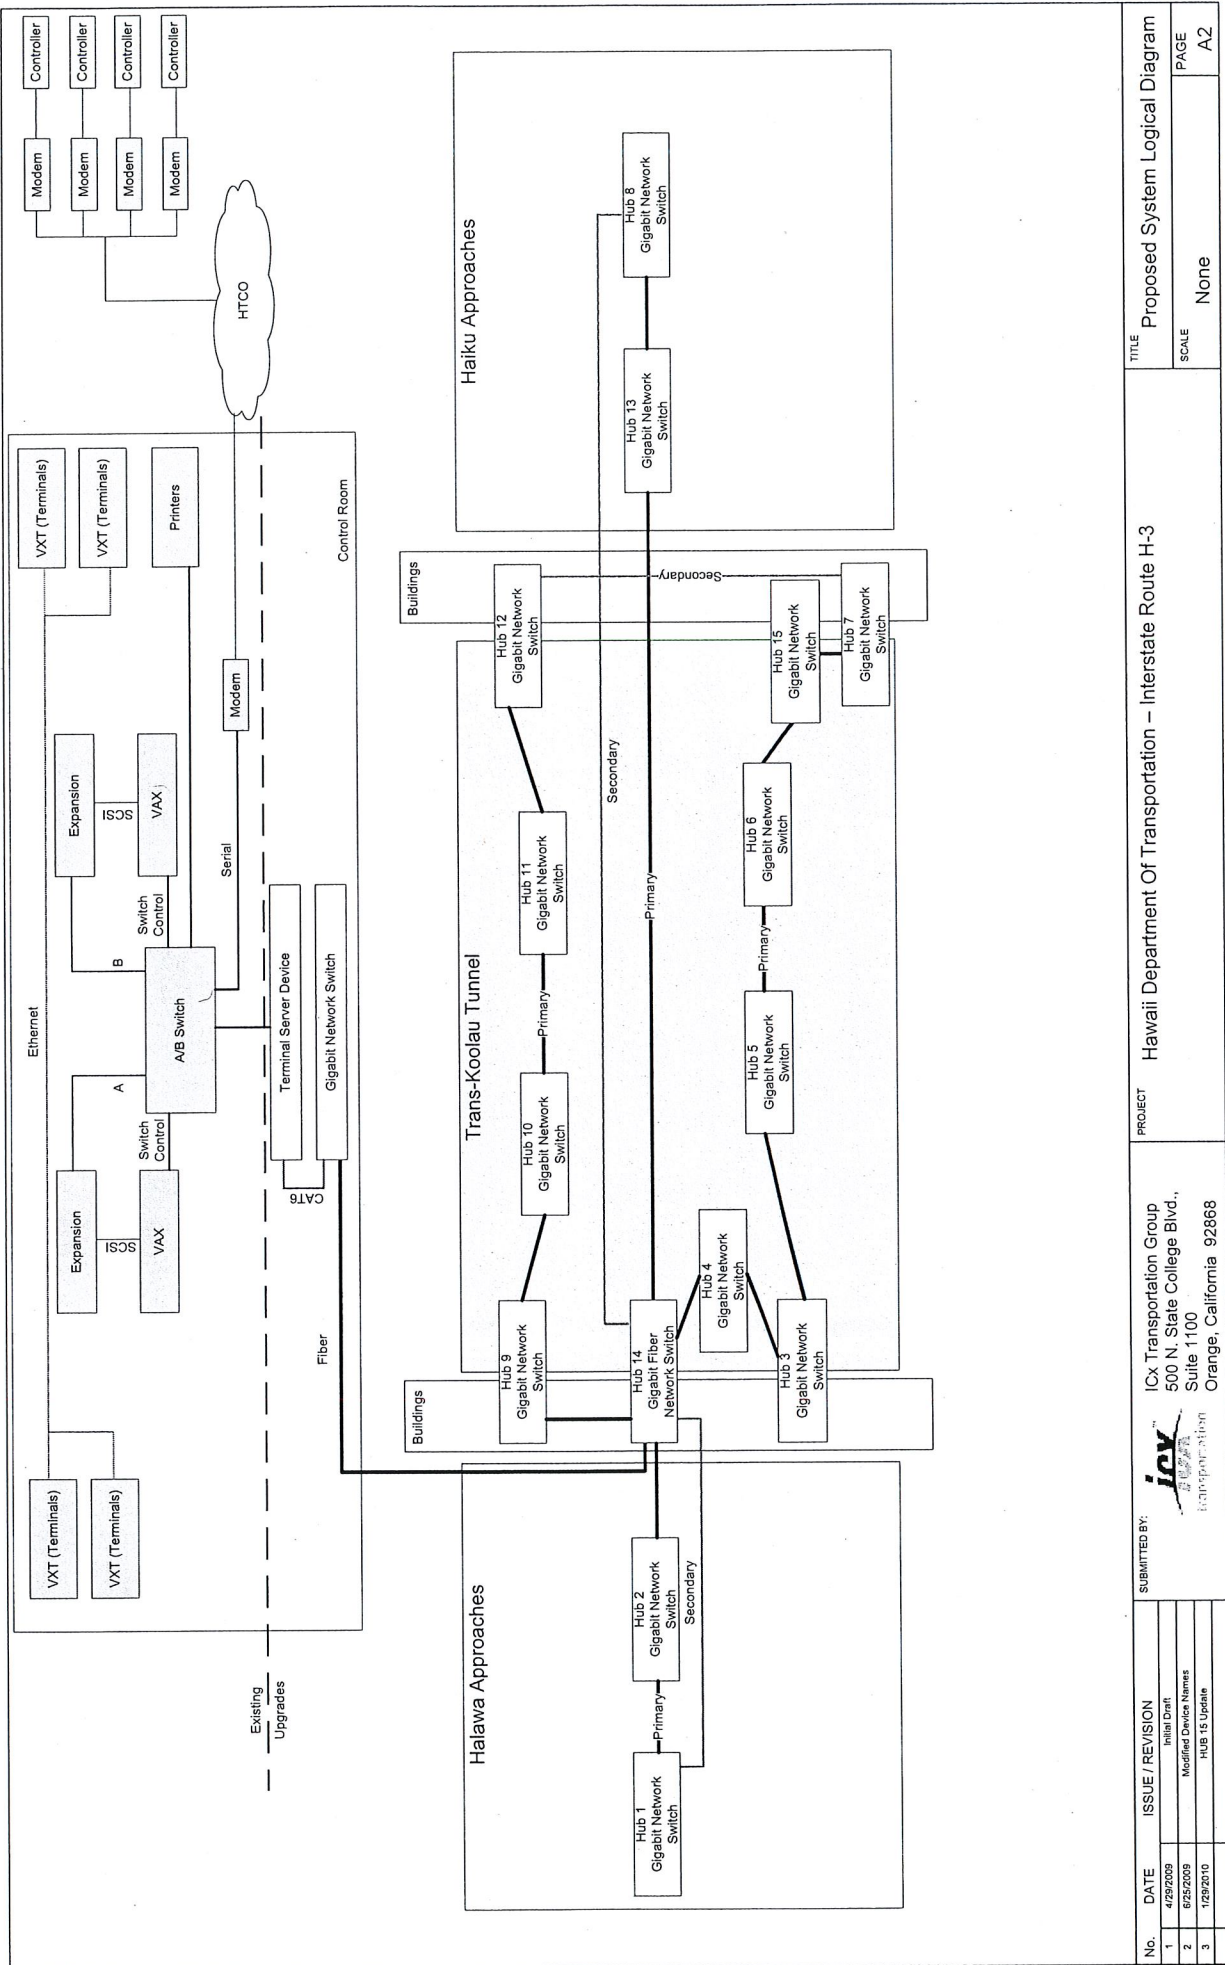 Ethernet
VXT (Terminals)
VXT (Terminals)
Expansion
SCSI
VAX
Switch
Control
A
A/B Switch
B
Switch
Control
Expansion
SCSI
VAX
VXT (Terminals)
VXT (Terminals)
Printers
Serial
Modem
HTCO
Modem
Controller
Modem
Controller
Modem
Controller
Modem
Controller
Existing
Upgrades
Fiber
CAT6
Terminal Server Device
Gigabit Network Switch
Control Room
Halawa Approaches
Hub 1
Gigabit Network
Switch
Primary
Hub 2
Gigabit Network
Switch
Secondary
Buildings
Hub 9
Gigabit Network
Switch
Hub 14
Gigabit Fiber
Network Switch
Hub 3
Gigabit Network
Switch
Hub 4
Gigabit Network
Switch
Trans-Koolau Tunnel
Hub 10
Gigabit Network
Switch
Primary
Hub 11
Gigabit Network
Switch
Secondary
Primary
Hub 5
Gigabit Network
Switch
Primary
Hub 6
Gigabit Network
Switch
Buildings
Hub 12
Gigabit Network
Switch
Secondary
Hub 15
Gigabit Network
Switch
Hub 7
Gigabit Network
Switch
Haiku Approaches
Hub 13
Gigabit Network
Switch
Hub 8
Gigabit Network
Switch
No. DATE ISSUE / REVISION
1 4/29/2009 Initial Draft
2 6/25/2009 Modified Device Names
3 1/29/2010 HUB 15 Update
SUBMITTED BY:
icx
transportation
ICx Transportation Group
500 N. State College Blvd.,
Suite 1100
Orange, California 92868
PROJECT
Hawaii Department Of Transportation – Interstate Route H-3
TITLE
Proposed System Logical Diagram
SCALE
None
PAGE
A2